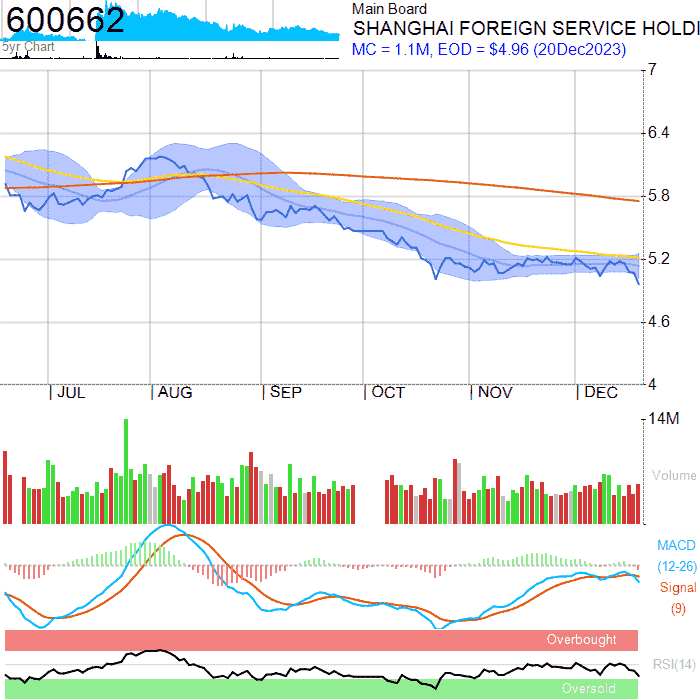 600662
5yr Chart
Main Board
SHANGHAI FOREIGN SERVICE HOLDI
MC = 1.1M, EOD = $4.96 (20Dec2023)
7
6.4
5.8
5.2
4.6
4
JUL
AUG
SEP
OCT
NOV
DEC
14M
Volume
MACD
(12-26)
Signal
(9)
Overbought
RSI(14)
Oversold